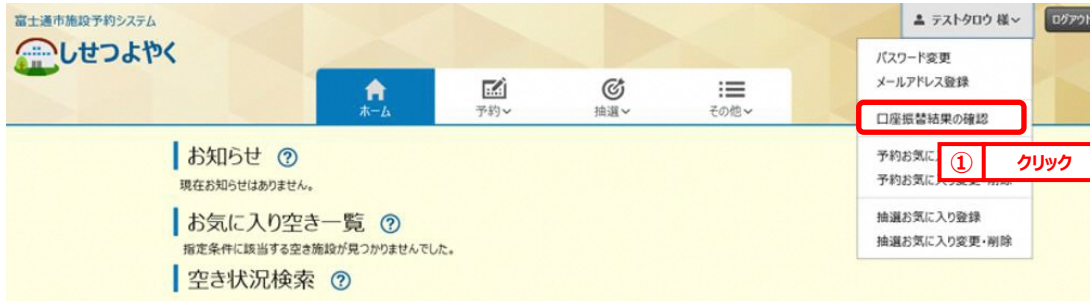 富士通市施設予約システム
しせつよやく
テストタロウ 様
ログアウト
パスワード変更
メールアドレス登録
口座振替結果の確認
予約お気に
① クリック
予約お気に入り変更・削除
抽選お気に入り登録
抽選お気に入り変更・削除
ホーム
予約
抽選
その他
お知らせ ?
現在お知らせはありません。
お気に入り空き一覧 ?
指定条件に該当する空き施設が見つかりませんでした。
空き状況検索 ?